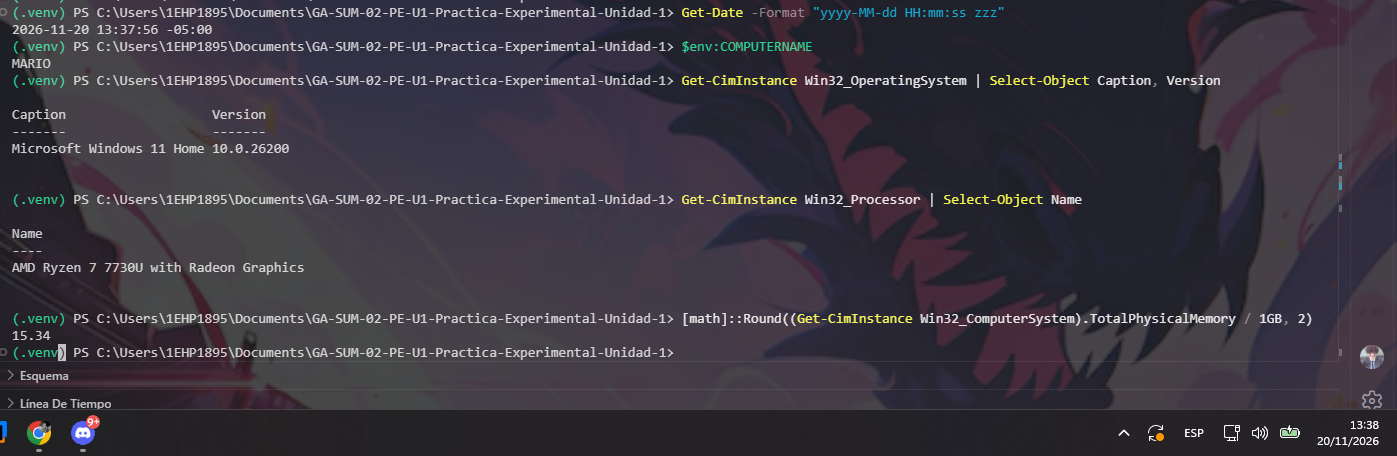 (.venv) PS C:\Users\1EHP1895\Documents\GA-SUM-02-PE-U1-Practica-Experimental-Unidad-1> Get-Date -Format "yyyy-MM-dd HH:mm:ss zzz"
2026-11-20 13:37:56 -05:00
(.venv) PS C:\Users\1EHP1895\Documents\GA-SUM-02-PE-U1-Practica-Experimental-Unidad-1> $env:COMPUTERNAME
MARIO
(.venv) PS C:\Users\1EHP1895\Documents\GA-SUM-02-PE-U1-Practica-Experimental-Unidad-1> Get-CimInstance Win32_OperatingSystem | Select-Object Caption, Version
Caption Version
------- -------
Microsoft Windows 11 Home 10.0.26200
(.venv) PS C:\Users\1EHP1895\Documents\GA-SUM-02-PE-U1-Practica-Experimental-Unidad-1> Get-CimInstance Win32_Processor | Select-Object Name
Name
----
AMD Ryzen 7 7730U with Radeon Graphics
(.venv) PS C:\Users\1EHP1895\Documents\GA-SUM-02-PE-U1-Practica-Experimental-Unidad-1> [math]::Round((Get-CimInstance Win32_ComputerSystem).TotalPhysicalMemory / 1GB, 2)
15.34
(.venv) PS C:\Users\1EHP1895\Documents\GA-SUM-02-PE-U1-Practica-Experimental-Unidad-1>
Esquema
Línea De Tiempo
9+
ESP
13:38
20/11/2026